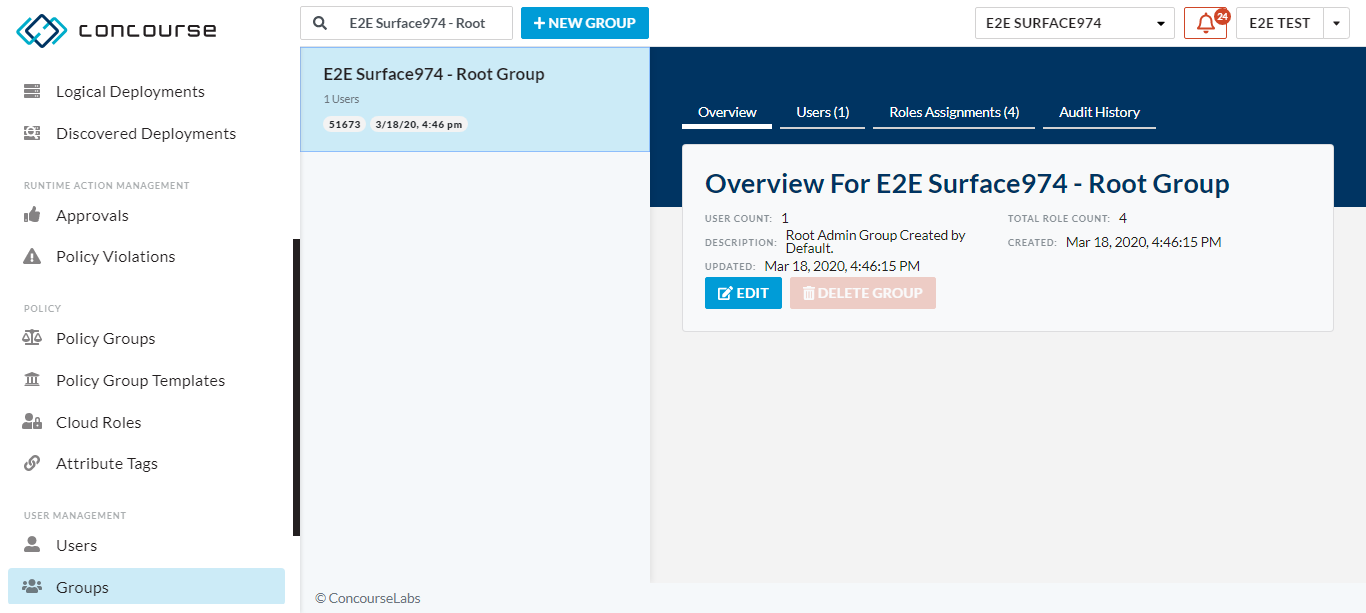 concourse
E2E Surface974 - Root
NEW GROUP
E2E SURFACE974
24
E2E TEST
Logical Deployments
Discovered Deployments
RUNTIME ACTION MANAGEMENT
Approvals
Policy Violations
POLICY
Policy Groups
Policy Group Templates
Cloud Roles
Attribute Tags
USER MANAGEMENT
Users
Groups
E2E Surface974 - Root Group
1 Users
51673 3/18/20, 4:46 pm
Overview Users (1) Roles Assignments (4) Audit History
Overview For E2E Surface974 - Root Group
USER COUNT: 1
TOTAL ROLE COUNT: 4
DESCRIPTION: Root Admin Group Created by
Default.
CREATED: Mar 18, 2020, 4:46:15 PM
UPDATED: Mar 18, 2020, 4:46:15 PM
EDIT DELETE GROUP
© ConcourseLabs